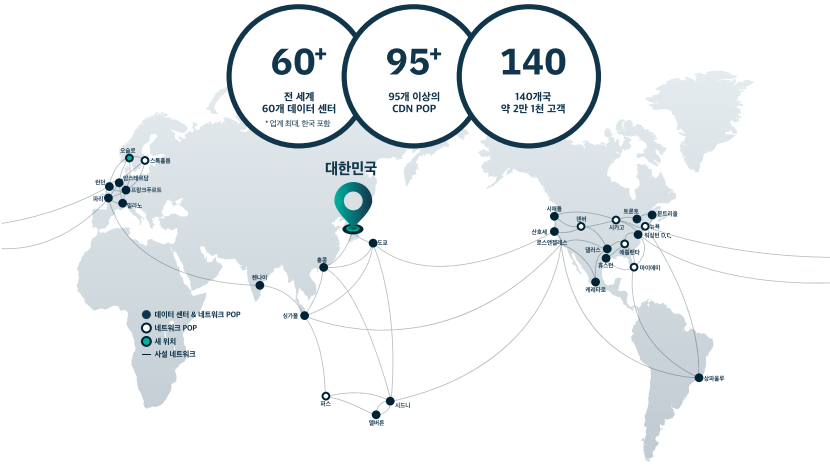 60+
전 세계
60개 데이터 센터
* 업계 최대, 한국 포함
95+
95개 이상의
CDN POP
140
140개국
약 2만 1천 고객
대한민국
오슬로
스톡홀름
런던
암스테르담
프랑크푸르트
파리
밀라노
도쿄
홍콩
첸나이
싱가폴
퍼스
시드니
멜버른
시애틀
덴버
산호세
로스앤젤레스
시카고
토론토
몬트리올
뉴욕
워싱턴 D.C.
애틀란타
댈러스
휴스턴
마이애미
케레타로
상파울루
데이터 센터 & 네트워크 POP
네트워크 POP
새 위치
사설 네트워크